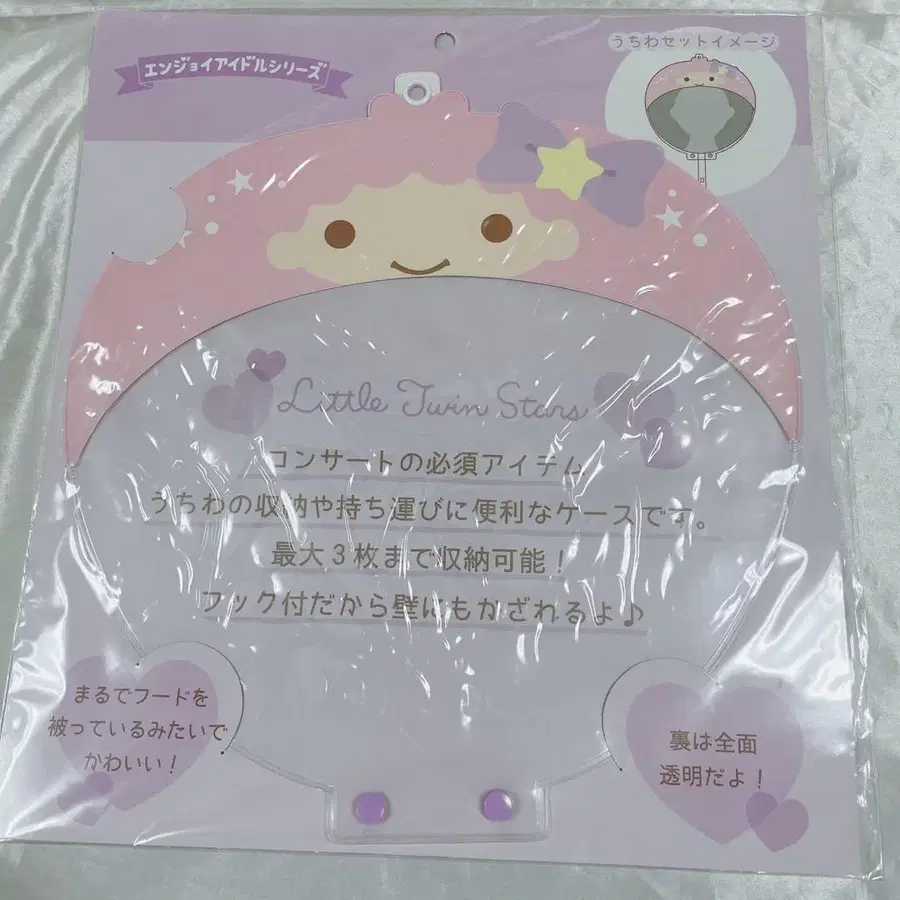 エンジョイアイドルシリーズ
うちわセットイメージ
Little Twin Stars
コンサートの必須アイテム
うちわの収納や持ち運びに便利なケースです。
最大3枚まで収納可能！
フック付だから壁にもかざれるよ♪
まるでフードを
被っているみたいで
かわいい！
裏は全面
透明だよ！